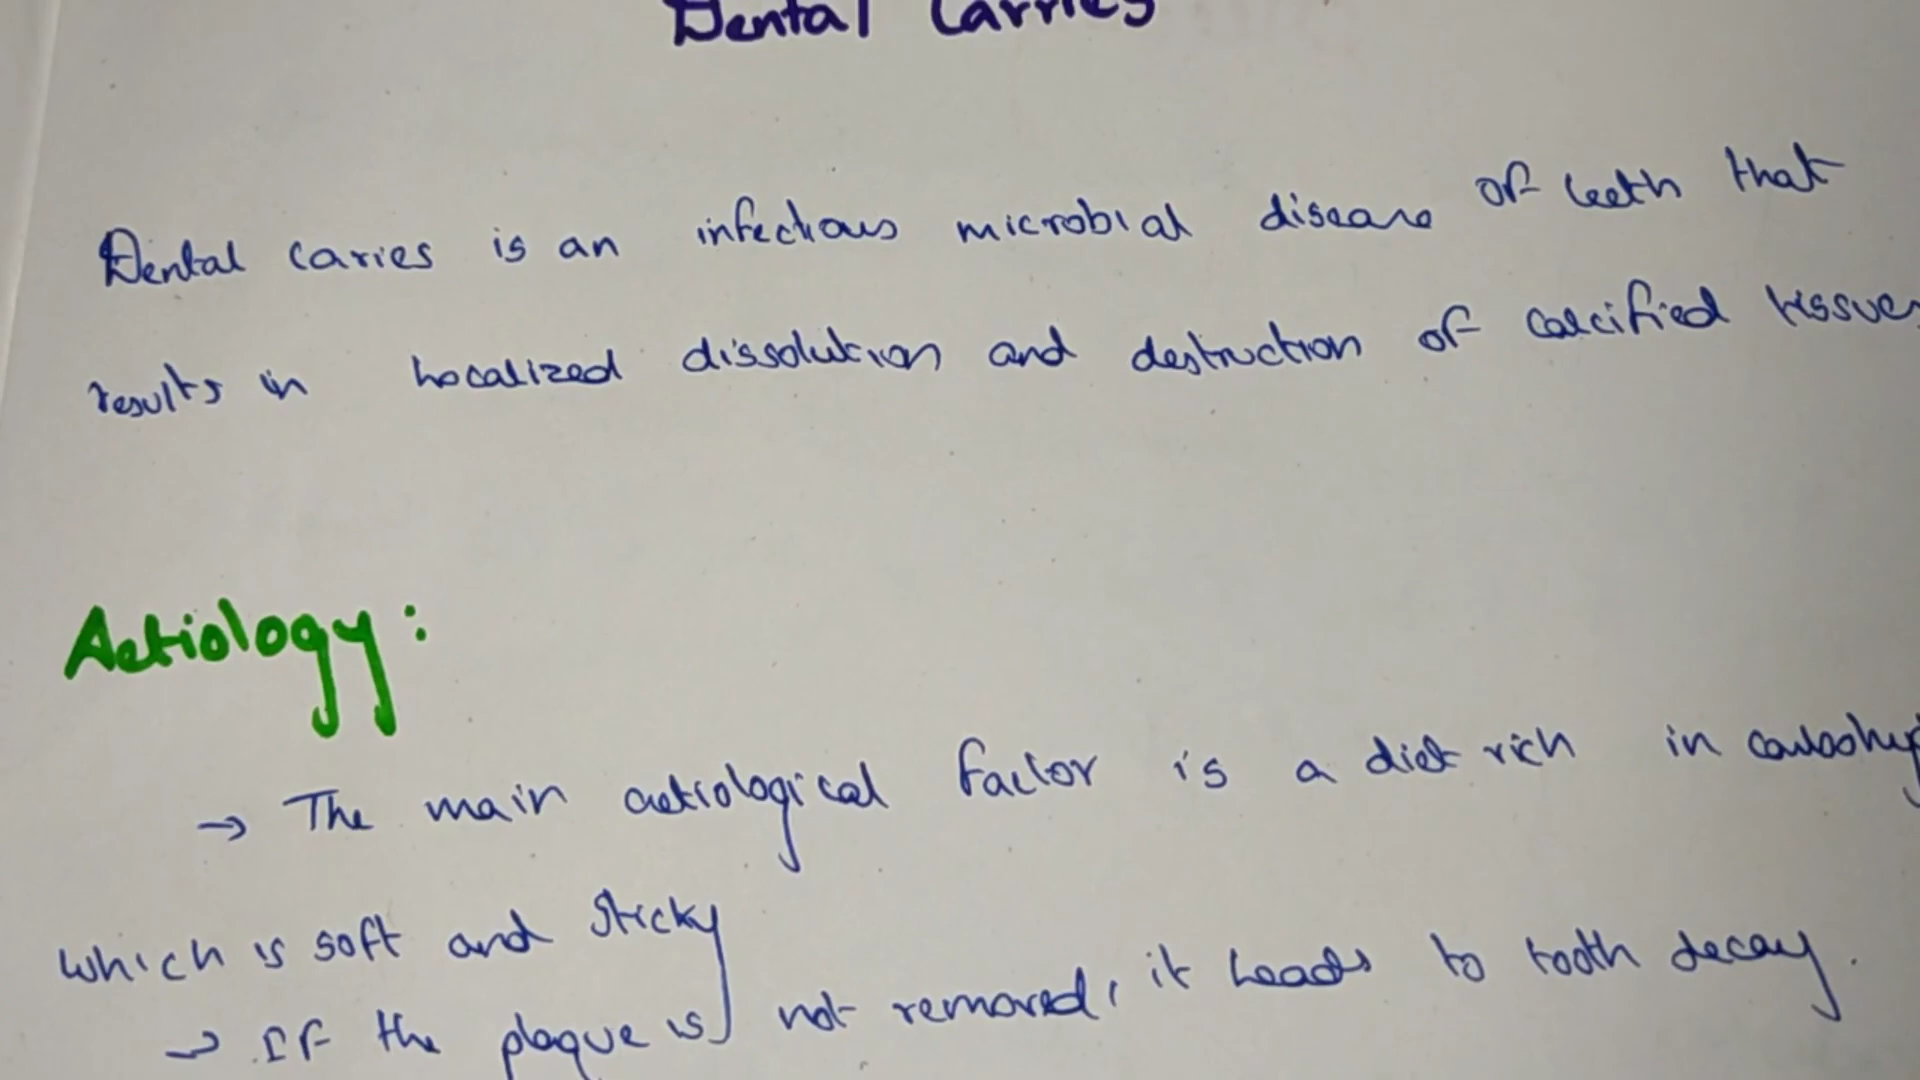 Dental Carries
Dental caries is an infectious microbial disease of teeth that
results in Localized dissolution and destruction of calcified tissues
Aetiology:
→ The main aetiological factor is a diet rich in
which is soft and sticky
→ If the plaque is not removed, it Leads to tooth decay.